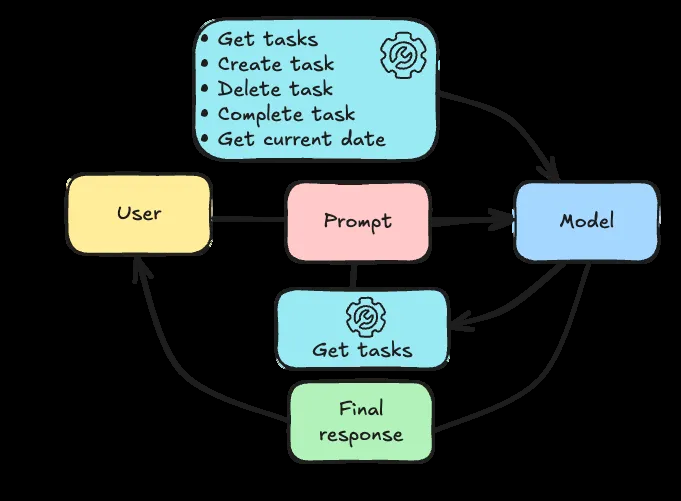 • Get tasks
• Create task
• Delete task
• Complete task
• Get current date
User
Prompt
Model
Get tasks
Final
response